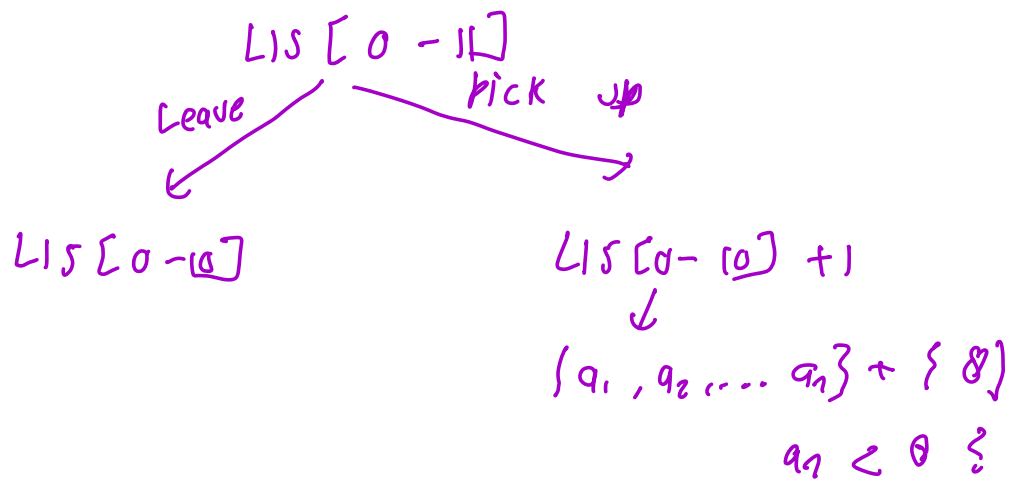 LIS [ 0 - 11]
Leave
Pick up
LIS [ 0 - 10]
LIS [0 - 10] + 1
{ a1 , a2 , .... an } + { 8 }
an < 8 ?